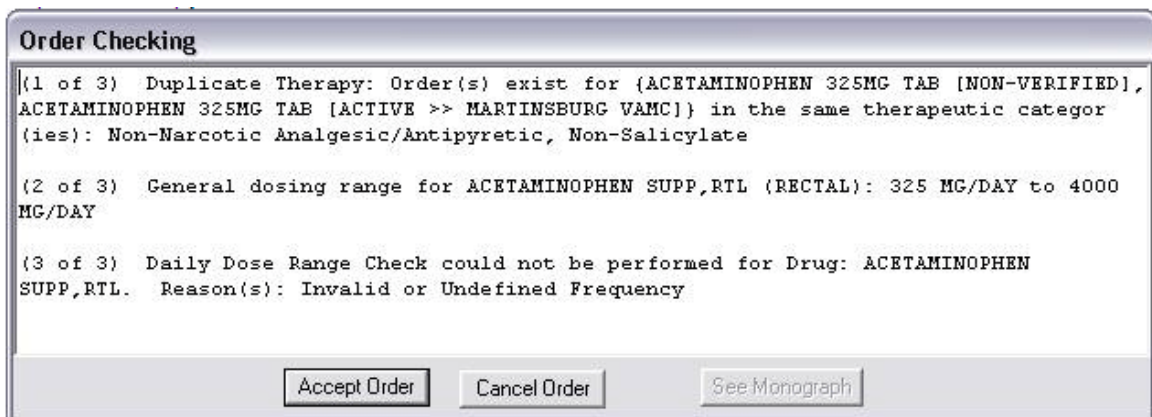 Order Checking
(1 of 3)  Duplicate Therapy: Order(s) exist for {ACETAMINOPHEN 325MG TAB [NON-VERIFIED],
ACETAMINOPHEN 325MG TAB [ACTIVE >> MARTINSBURG VAMC]} in the same therapeutic categor
(ies): Non-Narcotic Analgesic/Antipyretic, Non-Salicylate
(2 of 3)  General dosing range for ACETAMINOPHEN SUPP,RTL (RECTAL): 325 MG/DAY to 4000
MG/DAY
(3 of 3)  Daily Dose Range Check could not be performed for Drug: ACETAMINOPHEN
SUPP,RTL.  Reason(s): Invalid or Undefined Frequency
Accept Order Cancel Order See Monograph